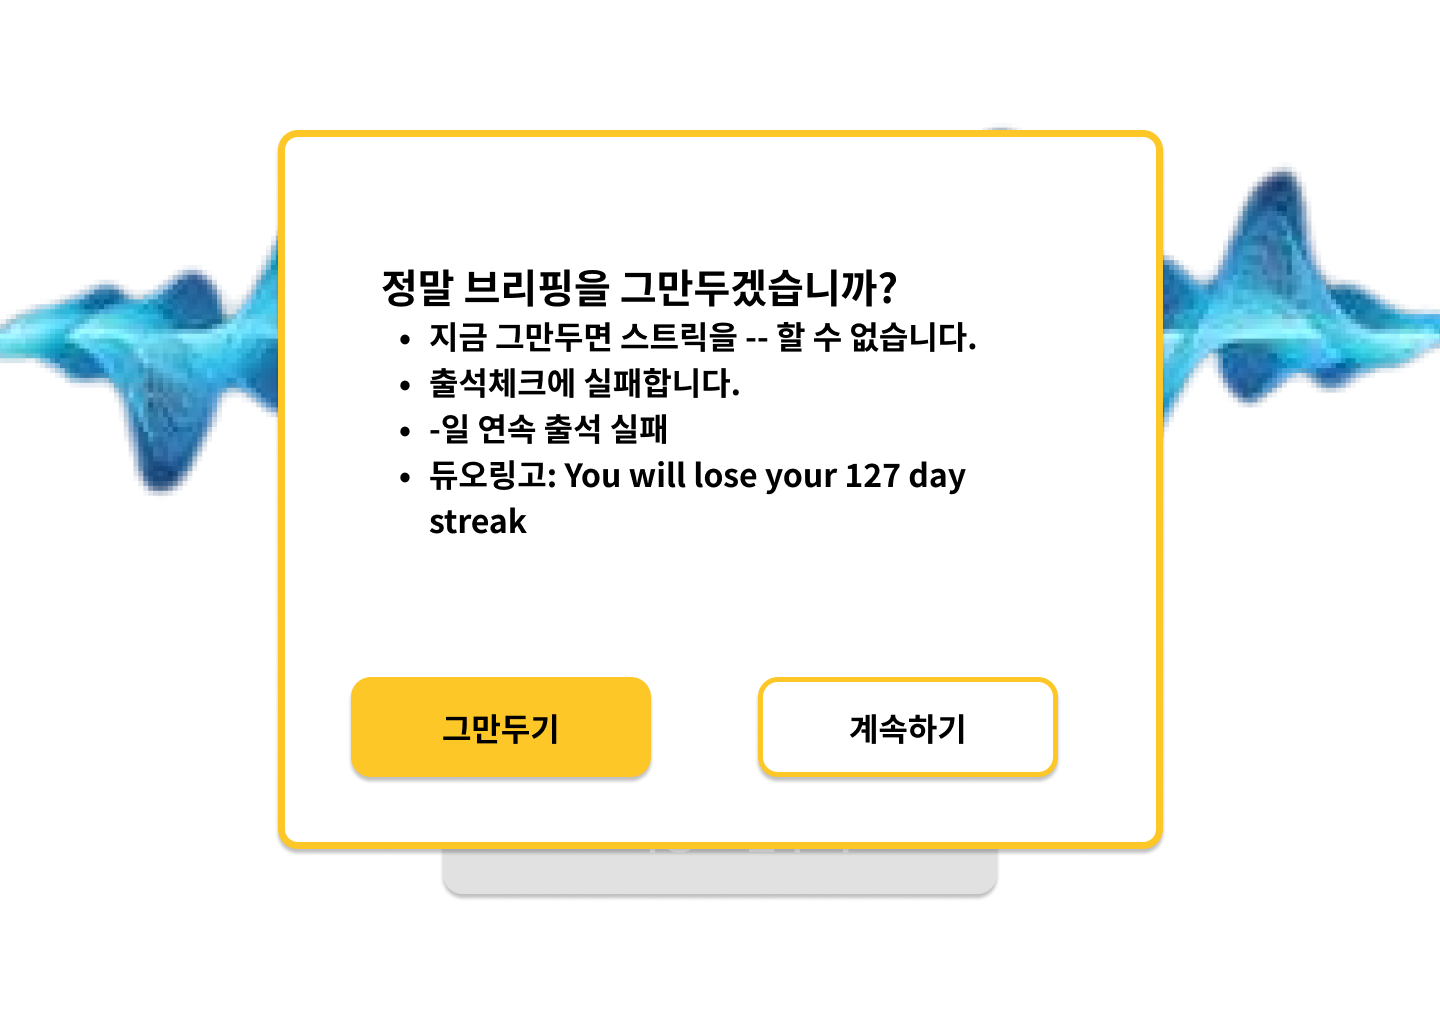 정말 브리핑을 그만두겠습니까?
• 지금 그만두면 스트릭을 -- 할 수 없습니다.
• 출석체크에 실패합니다.
• -일 연속 출석 실패
• 듀오링고: You will lose your 127 day
streak
그만두기
계속하기